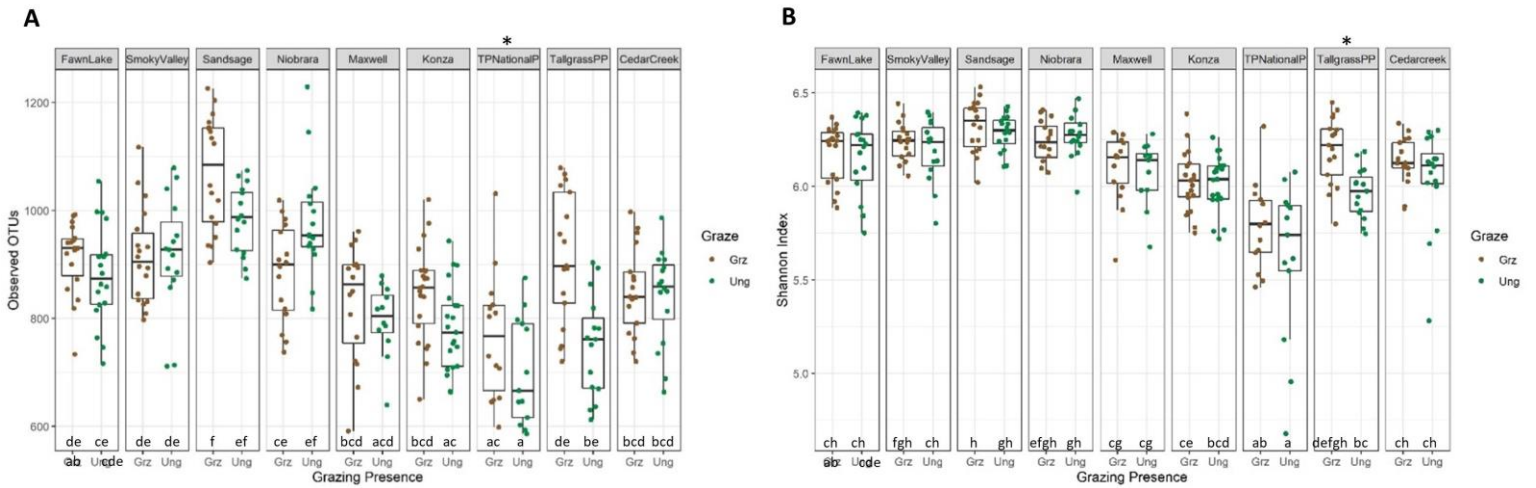 A
*
FawnLake SmokyValley Sandsage Niobrara Maxwell Konza TPNationalP TallgrassPP CedarCreek
1200
1000
800
600
Observed OTUs
de ce de de f ef ce ef bcd acd bcd ac ac a de be bcd bcd
Grz Ung Grz Ung Grz Ung Grz Ung Grz Ung Grz Ung Grz Ung Grz Ung
ab cde
Grazing Presence
Graze
Grz
Ung
B
*
FawnLake SmokyValley Sandsage Niobrara Maxwell Konza TPNationalP TallgrassPP Cedarcreek
6.5
6.0
5.5
5.0
Shannon Index
ch ch fgh ch h gh efgh gh cg cg ce bcd ab a defgh bc ch ch
Grz Ung Grz Ung Grz Ung Grz Ung Grz Ung Grz Ung Grz Ung Grz Ung
ab cde
Grazing Presence
Graze
Grz
Ung